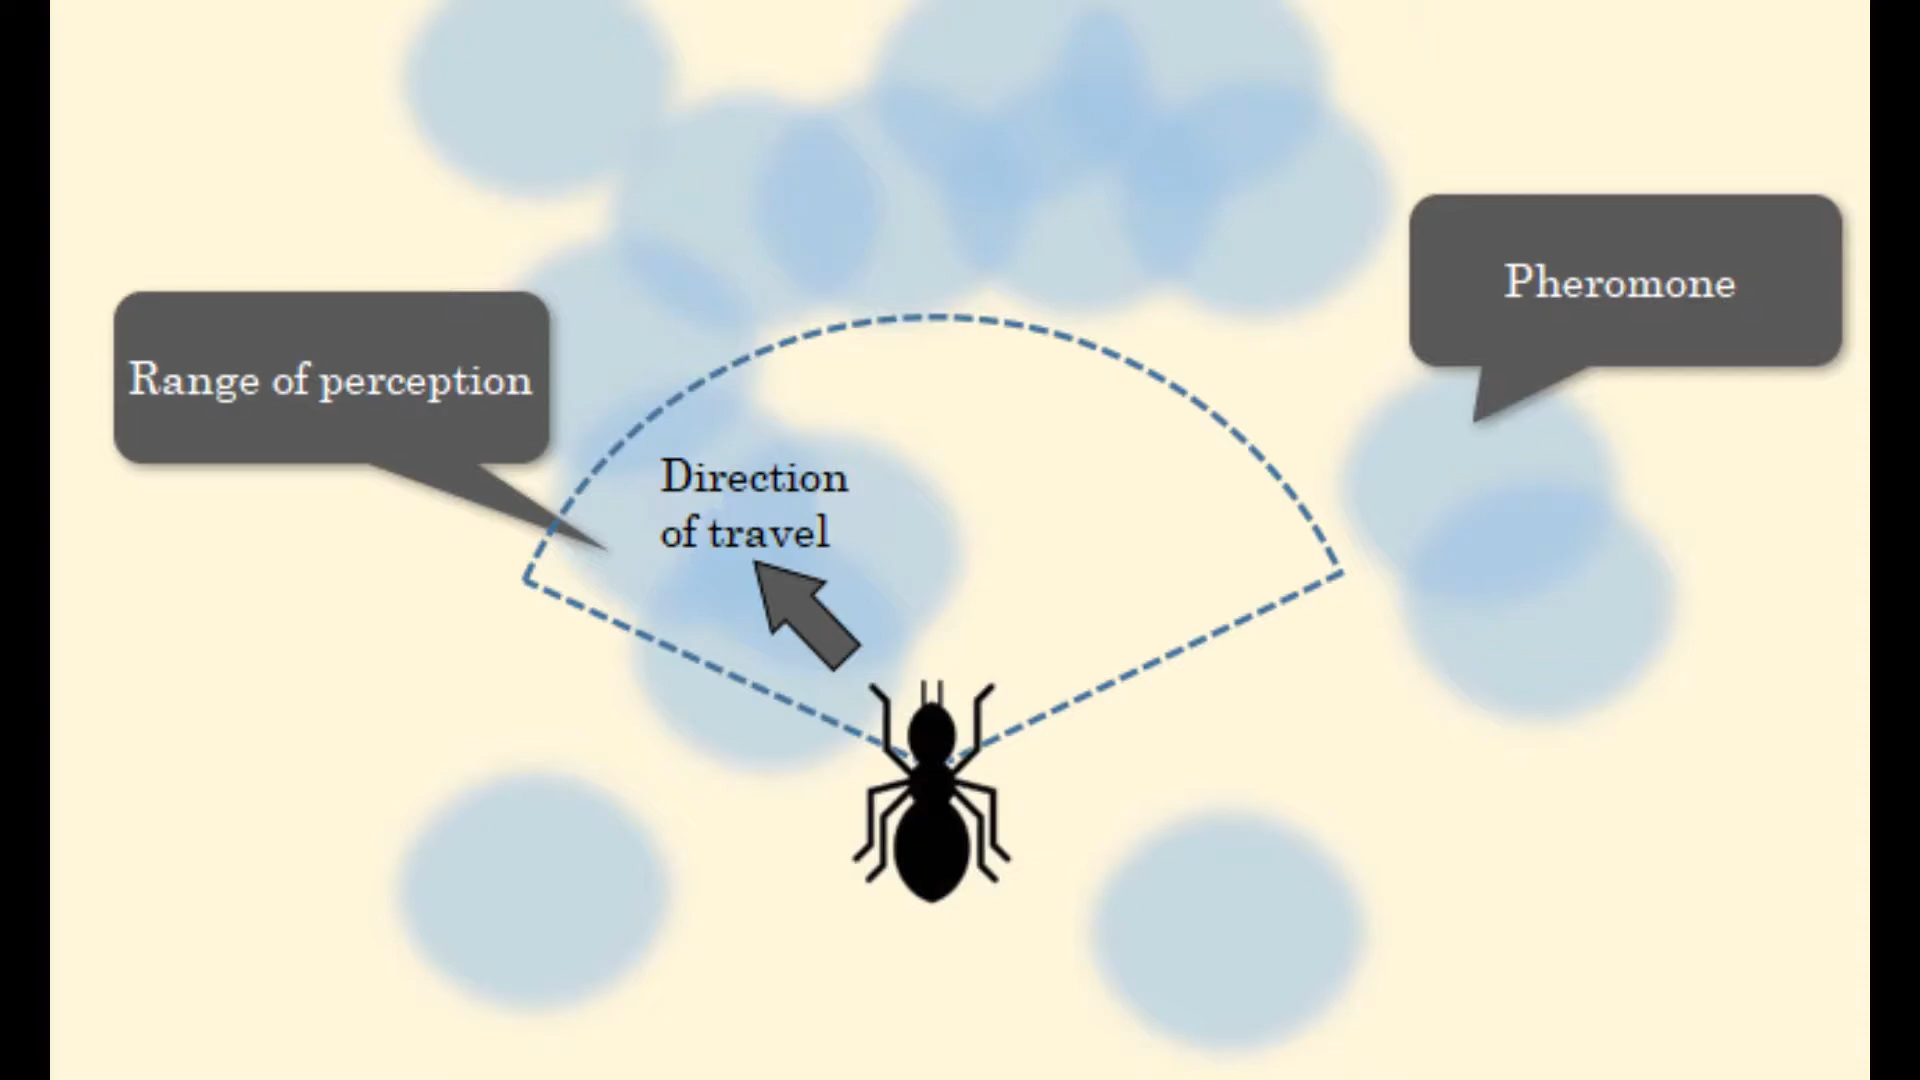 Pheromone
Range of perception
Direction
of travel